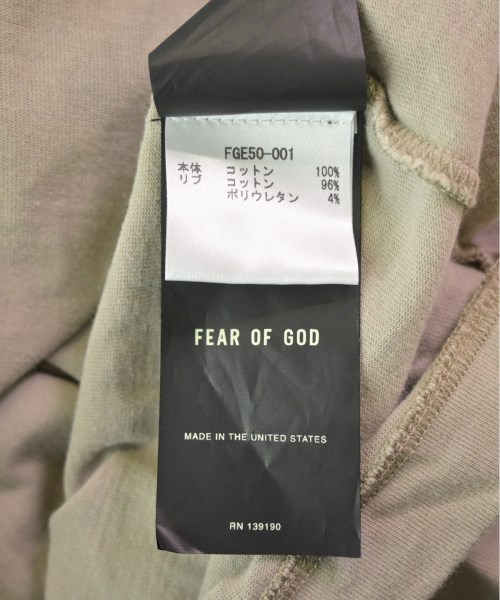 FGE50-001
本体 コットン 100%
リブ コットン 96%
ポリウレタン 4%
FEAR OF GOD
MADE IN THE UNITED STATES
RN 139190